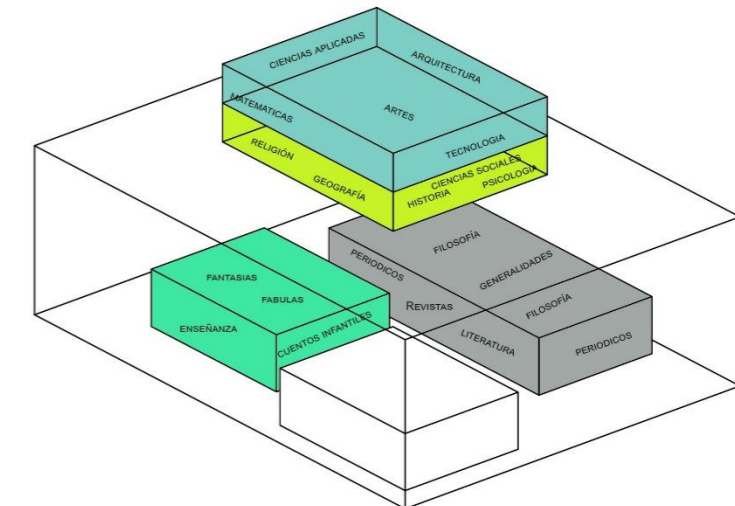 CIENCIAS APLICADAS
ARQUITECTURA
MATEMATICAS
ARTES
TECNOLOGIA
RELIGIÓN
GEOGRAFÍA
CIENCIAS SOCIALES
HISTORIA
PSICOLOGIA
FILOSOFÍA
PERIODICOS
GENERALIDADES
REVISTAS
FILOSOFÍA
LITERATURA
PERIODICOS
FANTASIAS
FABULAS
ENSEÑANZA
CUENTOS INFANTILES